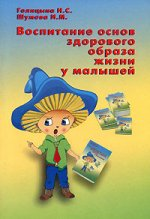 Голицына Н.С.
Шумова И.М.
Воспитание основ
здорового
образа
жизни
у малышей